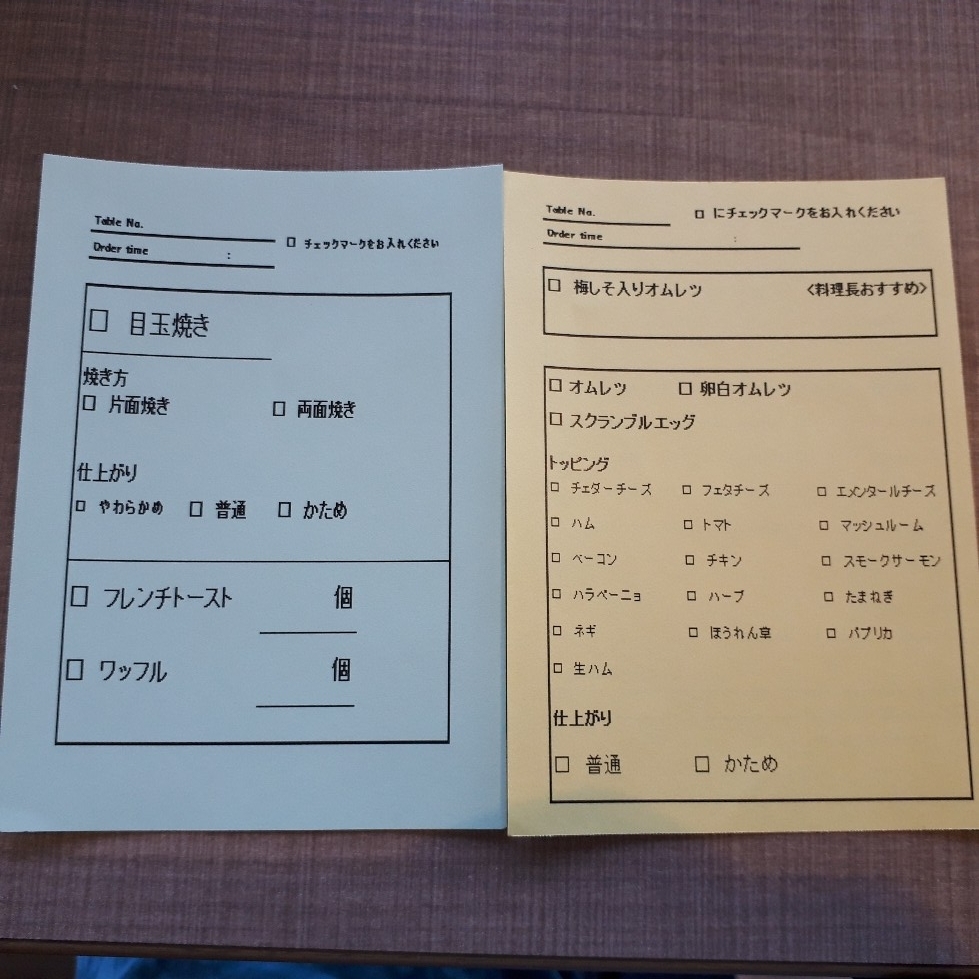 Table No.
Order time :
□ チェックマークをお入れください
□ 目玉焼き
焼き方
□ 片面焼き □ 両面焼き
仕上がり
□ やわらかめ □ 普通 □ かため
□ フレンチトースト 個
□ ワッフル 個
Table No.
Order time :
□ にチェックマークをお入れください
□ 梅しそ入りオムレツ <料理長おすすめ>
□ オムレツ □ 卵白オムレツ
□ スクランブルエッグ
トッピング
□ チェダーチーズ □ フェタチーズ □ エメンタールチーズ
□ ハム □ トマト □ マッシュルーム
□ ベーコン □ チキン □ スモークサーモン
□ ハラペーニョ □ ハーブ □ たまねぎ
□ ネギ □ ほうれん草 □ パプリカ
□ 生ハム
仕上がり
□ 普通 □ かため